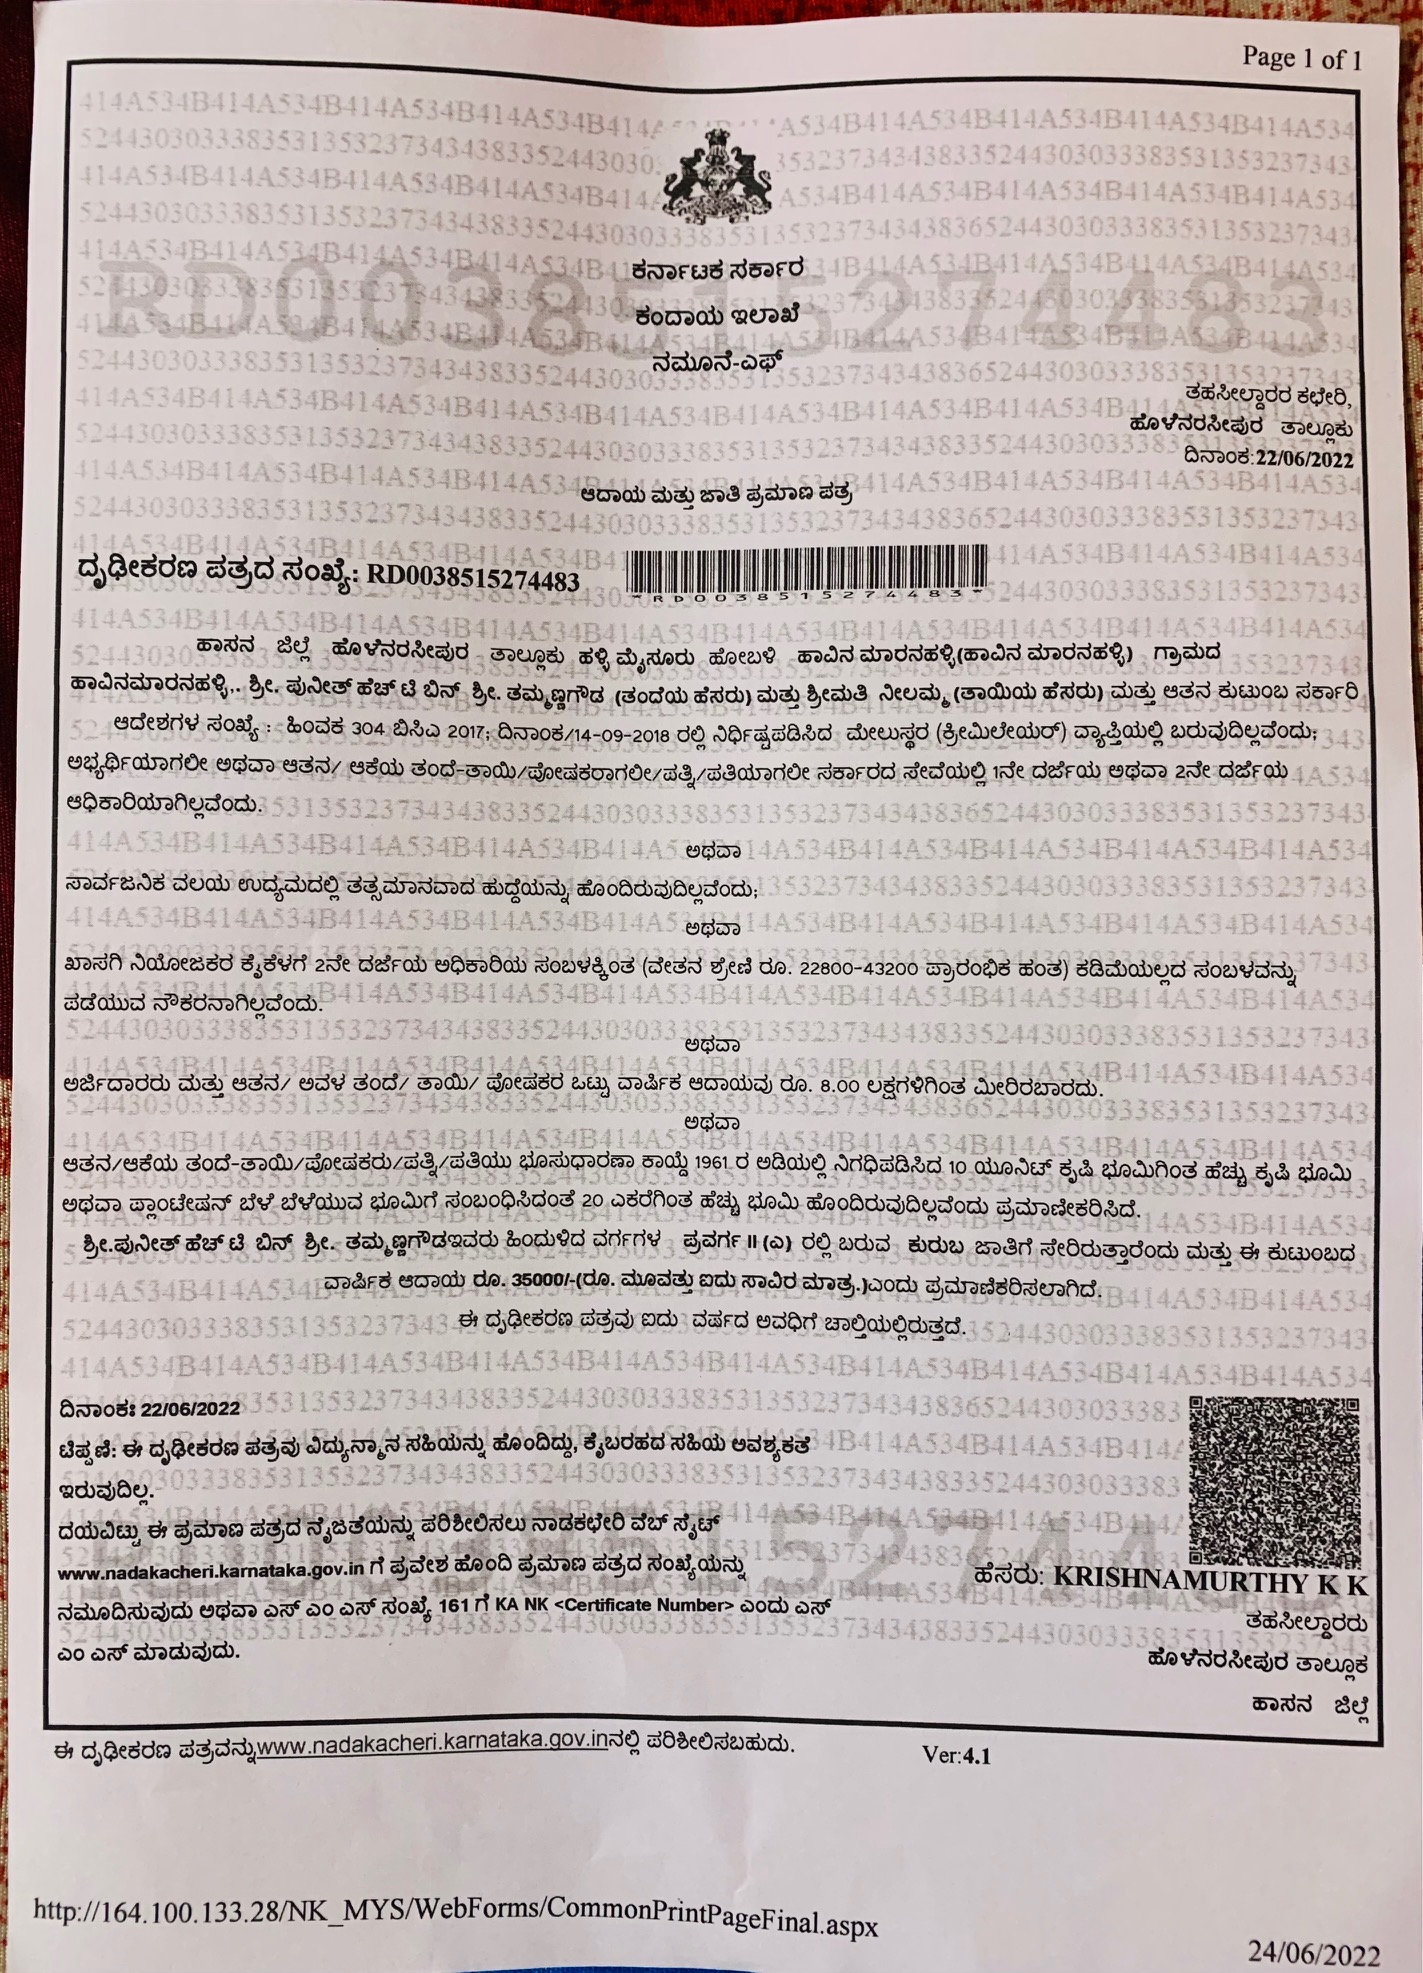 Page 1 of 1
ಕರ್ನಾಟಕ ಸರ್ಕಾರ
ಕಂದಾಯ ಇಲಾಖೆ
ನಮೂನೆ-ಎಫ್
ತಹಸೀಲ್ದಾರರ ಕಛೇರಿ,
ಹೊಳೆನರಸೀಪುರ ತಾಲ್ಲೂಕು
ದಿನಾಂಕ:22/06/2022
ಆದಾಯ ಮತ್ತು ಜಾತಿ ಪ್ರಮಾಣ ಪತ್ರ
ದೃಢೀಕರಣ ಪತ್ರದ ಸಂಖ್ಯೆ: RD0038515274483
*RD0038515274483*
ಹಾಸನ ಜಿಲ್ಲೆ ಹೊಳೆನರಸೀಪುರ ತಾಲ್ಲೂಕು ಹಳ್ಳಿ ಮೈಸೂರು ಹೋಬಳಿ ಹಾವಿನ ಮಾರನಹಳ್ಳಿ(ಹಾವಿನ ಮಾರನಹಳ್ಳಿ) ಗ್ರಾಮದ
ಹಾವಿನಮಾರನಹಳ್ಳಿ,. ಶ್ರೀ. ಪುನೀತ್ ಹೆಚ್ ಟಿ ಬಿನ್ ಶ್ರೀ. ತಮ್ಮಣ್ಣಗೌಡ (ತಂದೆಯ ಹೆಸರು) ಮತ್ತು ಶ್ರೀಮತಿ ನೀಲಮ್ಮ (ತಾಯಿಯ ಹೆಸರು) ಮತ್ತು ಆತನ ಕುಟುಂಬ ಸರ್ಕಾರಿ
ಆದೇಶಗಳ ಸಂಖ್ಯೆ : ಹಿಂವಕ 304 ಬಿಸಿಎ 2017; ದಿನಾಂಕ/14-09-2018 ರಲ್ಲಿ ನಿರ್ಧಿಷ್ಟಪಡಿಸಿದ ಮೇಲುಸ್ಥರ (ಕ್ರೀಮಿಲೇಯರ್) ವ್ಯಾಪ್ತಿಯಲ್ಲಿ ಬರುವುದಿಲ್ಲವೆಂದು;
ಅಭ್ಯರ್ಥಿಯಾಗಲೀ ಅಥವಾ ಆತನ/ ಆಕೆಯ ತಂದೆ-ತಾಯಿ/ಪೋಷಕರಾಗಲೀ/ಪತ್ನಿ/ಪತಿಯಾಗಲೀ ಸರ್ಕಾರದ ಸೇವೆಯಲ್ಲಿ 1ನೇ ದರ್ಜೆಯ ಅಥವಾ 2ನೇ ದರ್ಜೆಯ
ಆಧಿಕಾರಿಯಾಗಿಲ್ಲವೆಂದು.
ಅಥವಾ
ಸಾರ್ವಜನಿಕ ವಲಯ ಉದ್ಯಮದಲ್ಲಿ ತತ್ಸಮಾನವಾದ ಹುದ್ದೆಯನ್ನು ಹೊಂದಿರುವುದಿಲ್ಲವೆಂದು;
ಅಥವಾ
ಖಾಸಗಿ ನಿಯೋಜಕರ ಕೈಕೆಳಗೆ 2ನೇ ದರ್ಜೆಯ ಅಧಿಕಾರಿಯ ಸಂಬಳಕ್ಕಿಂತ (ವೇತನ ಶ್ರೇಣಿ ರೂ. 22800-43200 ಪ್ರಾರಂಭಿಕ ಹಂತ) ಕಡಿಮೆಯಲ್ಲದ ಸಂಬಳವನ್ನು
ಪಡೆಯುವ ನೌಕರನಾಗಿಲ್ಲವೆಂದು.
ಅಥವಾ
ಅರ್ಜಿದಾರರು ಮತ್ತು ಆತನ/ ಅವಳ ತಂದೆ/ ತಾಯಿ/ ಪೋಷಕರ ಒಟ್ಟು ವಾರ್ಷಿಕ ಆದಾಯವು ರೂ. 8.00 ಲಕ್ಷಗಳಿಗಿಂತ ಮೀರಿರಬಾರದು.
ಅಥವಾ
ಆತನ/ಆಕೆಯ ತಂದೆ-ತಾಯಿ/ಪೋಷಕರು/ಪತ್ನಿ/ಪತಿಯು ಭೂಸುಧಾರಣಾ ಕಾಯ್ದೆ 1961 ರ ಅಡಿಯಲ್ಲಿ ನಿಗಧಿಪಡಿಸಿದ 10 ಯೂನಿಟ್ ಕೃಷಿ ಭೂಮಿಗಿಂತ ಹೆಚ್ಚು ಕೃಷಿ ಭೂಮಿ
ಅಥವಾ ಪ್ಲಾಂಟೇಷನ್ ಬೆಳೆ ಬೆಳೆಯುವ ಭೂಮಿಗೆ ಸಂಬಂಧಿಸಿದಂತೆ 20 ಎಕರೆಗಿಂತ ಹೆಚ್ಚು ಭೂಮಿ ಹೊಂದಿರುವುದಿಲ್ಲವೆಂದು ಪ್ರಮಾಣೀಕರಿಸಿದೆ.
ಶ್ರೀ.ಪುನೀತ್ ಹೆಚ್ ಟಿ ಬಿನ್ ಶ್ರೀ. ತಮ್ಮಣ್ಣಗೌಡಇವರು ಹಿಂದುಳಿದ ವರ್ಗಗಳ ಪ್ರವರ್ಗ II (ಎ) ರಲ್ಲಿ ಬರುವ ಕುರುಬ ಜಾತಿಗೆ ಸೇರಿರುತ್ತಾರೆಂದು ಮತ್ತು ಈ ಕುಟುಂಬದ
ವಾರ್ಷಿಕ ಆದಾಯ ರೂ. 35000/-(ರೂ. ಮೂವತ್ತು ಐದು ಸಾವಿರ ಮಾತ್ರ.)ಎಂದು ಪ್ರಮಾಣಿಕರಿಸಲಾಗಿದೆ.
ಈ ದೃಢೀಕರಣ ಪತ್ರವು ಐದು ವರ್ಷದ ಅವಧಿಗೆ ಚಾಲ್ತಿಯಲ್ಲಿರುತ್ತದೆ.
ದಿನಾಂಕಃ 22/06/2022
ಟಿಪ್ಪಣಿ: ಈ ದೃಢೀಕರಣ ಪತ್ರವು ವಿದ್ಯುನ್ಮಾನ ಸಹಿಯನ್ನು ಹೊಂದಿದ್ದು, ಕೈಬರಹದ ಸಹಿಯ ಅವಶ್ಯಕತೆ
ಇರುವುದಿಲ್ಲ.
ದಯವಿಟ್ಟು ಈ ಪ್ರಮಾಣ ಪತ್ರದ ನೈಜತೆಯನ್ನು ಪರಿಶೀಲಿಸಲು ನಾಡಕಛೇರಿ ವೆಬ್ ಸೈಟ್
www.nadakacheri.karnataka.gov.in ಗೆ ಪ್ರವೇಶ ಹೊಂದಿ ಪ್ರಮಾಣ ಪತ್ರದ ಸಂಖ್ಯೆಯನ್ನು
ನಮೂದಿಸುವುದು ಅಥವಾ ಎಸ್ ಎಂ ಎಸ್ ಸಂಖ್ಯೆ 161 ಗೆ KA NK <Certificate Number> ಎಂದು ಎಸ್
ಎಂ ಎಸ್ ಮಾಡುವುದು.
ಹೆಸರು: KRISHNAMURTHY K K
ತಹಸೀಲ್ದಾರರು
ಹೊಳೆನರಸೀಪುರ ತಾಲ್ಲೂಕ
ಹಾಸನ ಜಿಲ್ಲೆ
ಈ ದೃಢೀಕರಣ ಪತ್ರವನ್ನುwww.nadakacheri.karnataka.gov.inನಲ್ಲಿ ಪರಿಶೀಲಿಸಬಹುದು.
Ver:4.1
http://164.100.133.28/NK_MYS/WebForms/CommonPrintPageFinal.aspx
24/06/2022